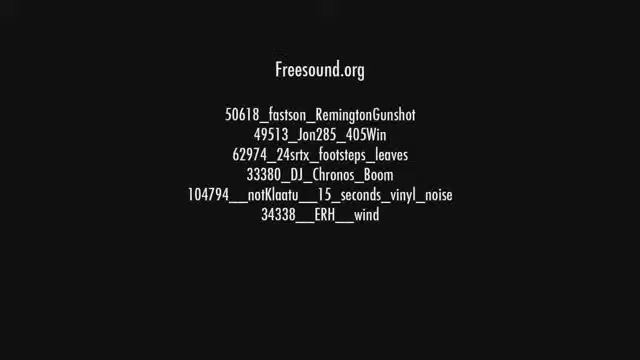 Freesound.org
50618_fastson_RemingtonGunshot
49513_Jon285_405Win
62974_24srtx_footsteps_leaves
33380_DJ_Chronos_Boom
104794__notKlaatu__15_seconds_vinyl_noise
34338__ERH__wind